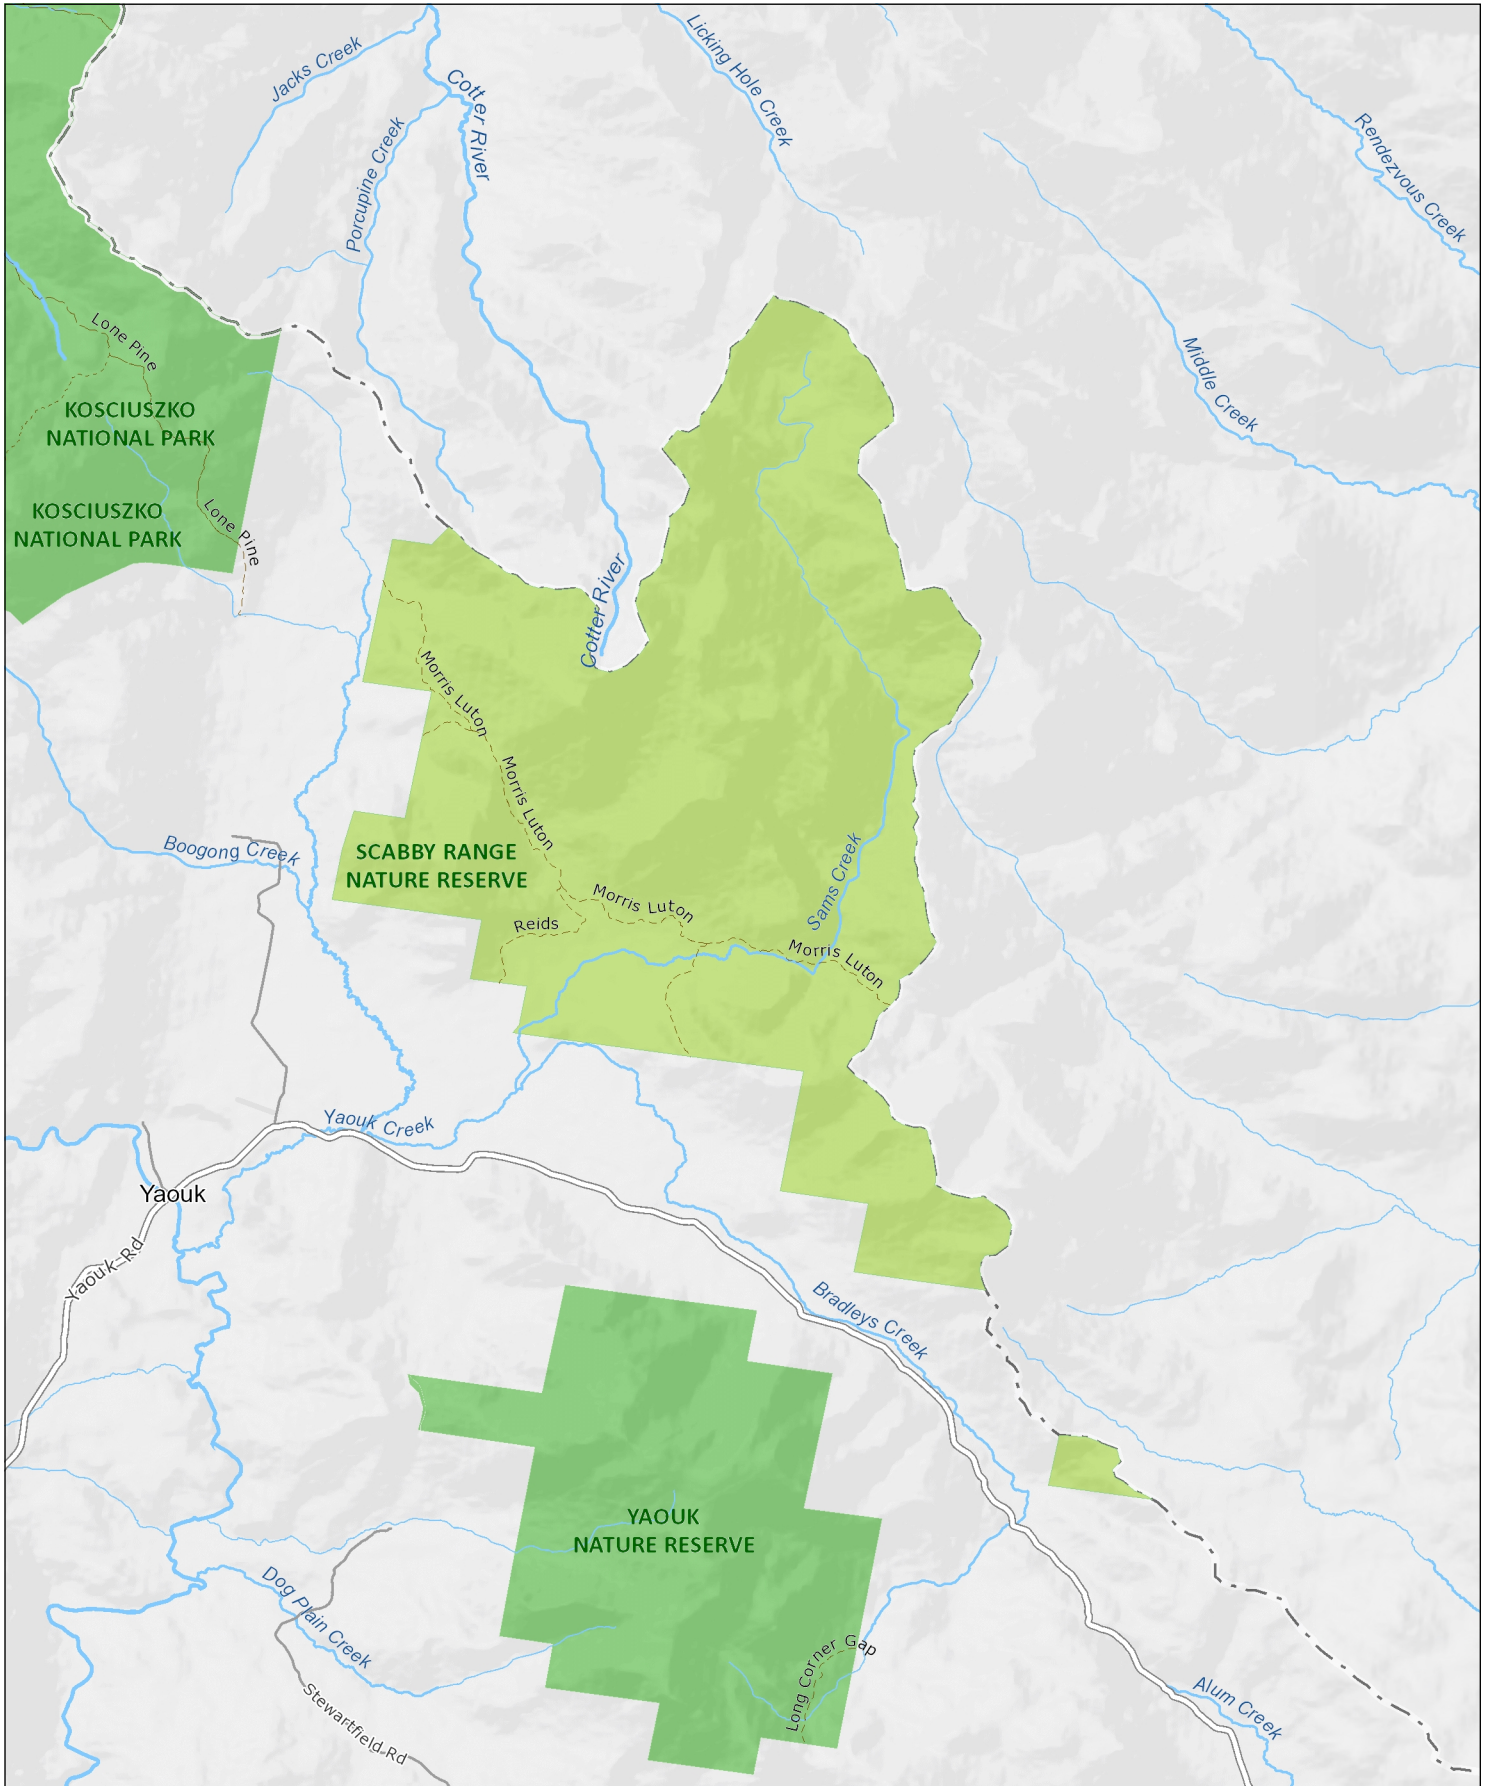 Jacks Creek
Cotter River
Licking Hole Creek
Rendezvous Creek
Porcupine Creek
Lone Pine
Middle Creek
KOSCIUSZKO
NATIONAL PARK
KOSCIUSZKO
NATIONAL PARK
Lone Pine
Cotter River
Morris Luton
Morris Luton
Boogong Creek
SCABBY RANGE
NATURE RESERVE
Sams Creek
Morris Luton
Reids
Morris Luton
Yaouk Creek
Yaouk
Yaouk Rd
Bradleys Creek
YAOUK
NATURE RESERVE
Dog Plain Creek
Long Corner Gap
Stewartfield Rd
Alum Creek